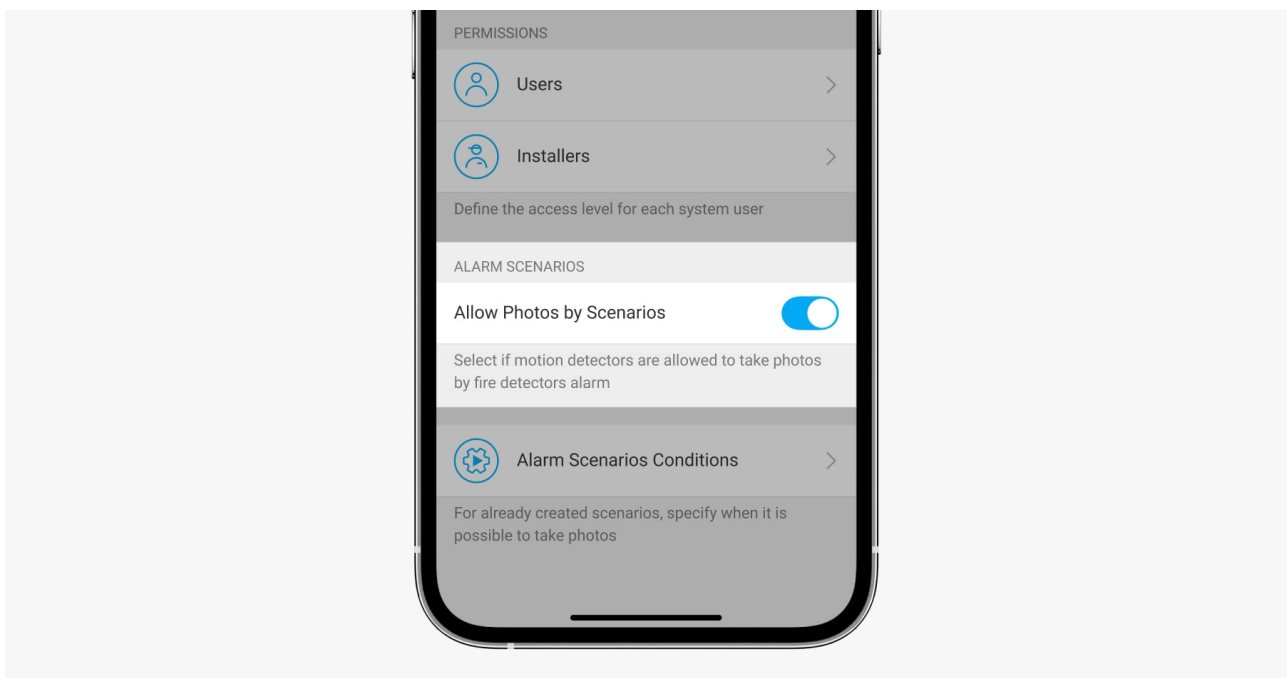 PERMISSIONS
Users
Installers
Define the access level for each system user
ALARM SCENARIOS
Allow Photos by Scenarios
Select if motion detectors are allowed to take photos
by fire detectors alarm
Alarm Scenarios Conditions
For already created scenarios, specify when it is
possible to take photos